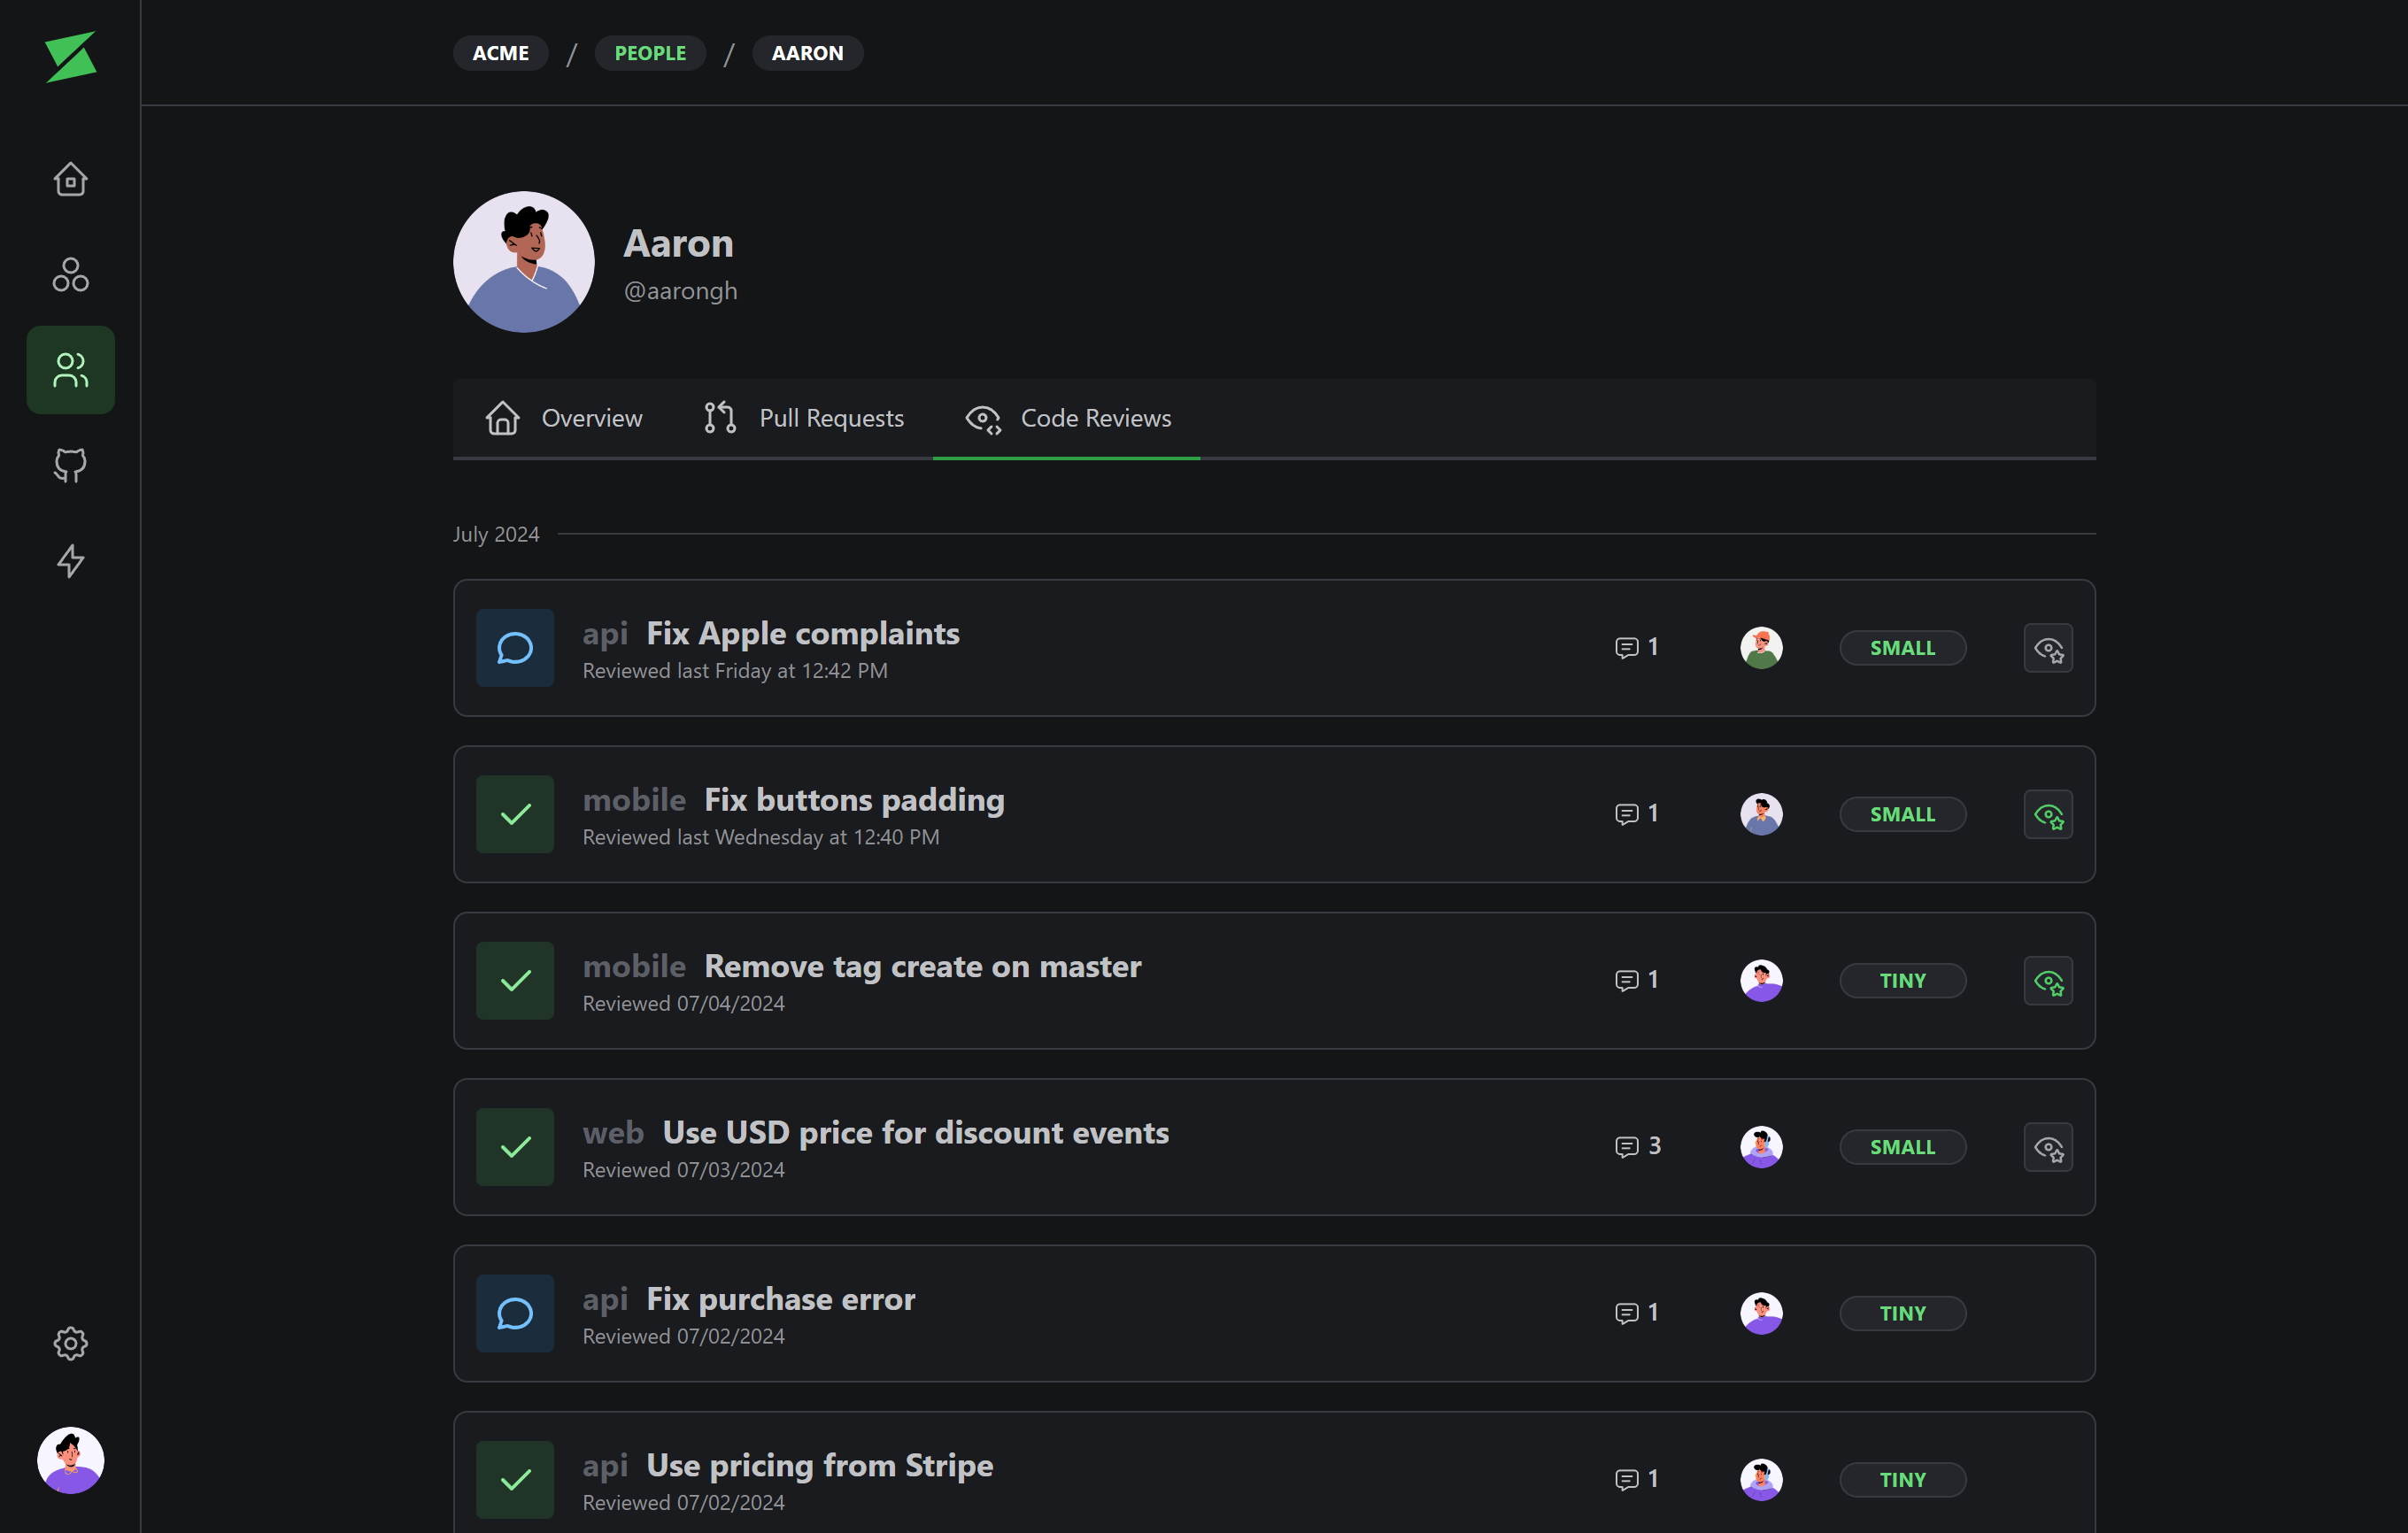 ACME / PEOPLE / AARON
Aaron
@aarongh
Overview Pull Requests Code Reviews
July 2024
api Fix Apple complaints
Reviewed last Friday at 12:42 PM
1
SMALL
mobile Fix buttons padding
Reviewed last Wednesday at 12:40 PM
1
SMALL
mobile Remove tag create on master
Reviewed 07/04/2024
1
TINY
web Use USD price for discount events
Reviewed 07/03/2024
3
SMALL
api Fix purchase error
Reviewed 07/02/2024
1
TINY
api Use pricing from Stripe
Reviewed 07/02/2024
1
TINY